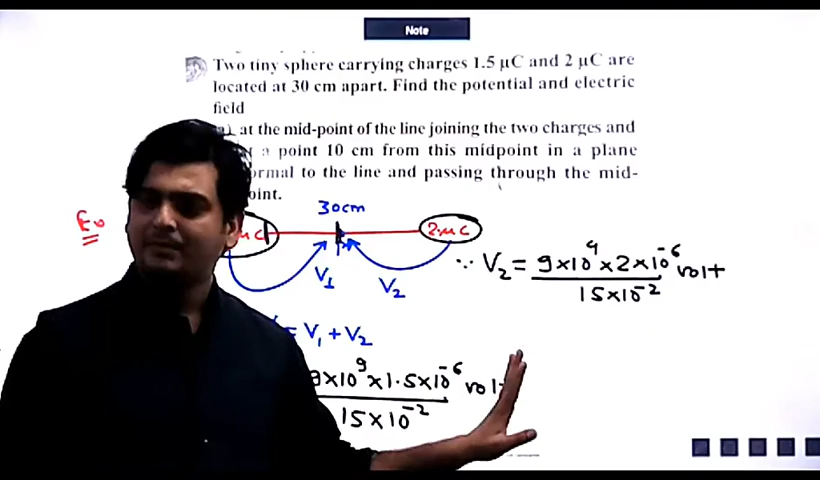 Note
Two tiny sphere carrying charges 1.5 μC and 2 μC are
located at 30 cm apart. Find the potential and electric
field
at the mid-point of the line joining the two charges and
a point 10 cm from this midpoint in a plane
ormal to the line and passing through the mid-
oint.
30cm
Eo
μC
2μC
V₁
V₂
∵ V₂ = 9×10⁹×2×10⁻⁶ volt
15×10⁻²
= V₁ + V₂
9×10⁹×1.5×10⁻⁶ vol
15×10⁻²